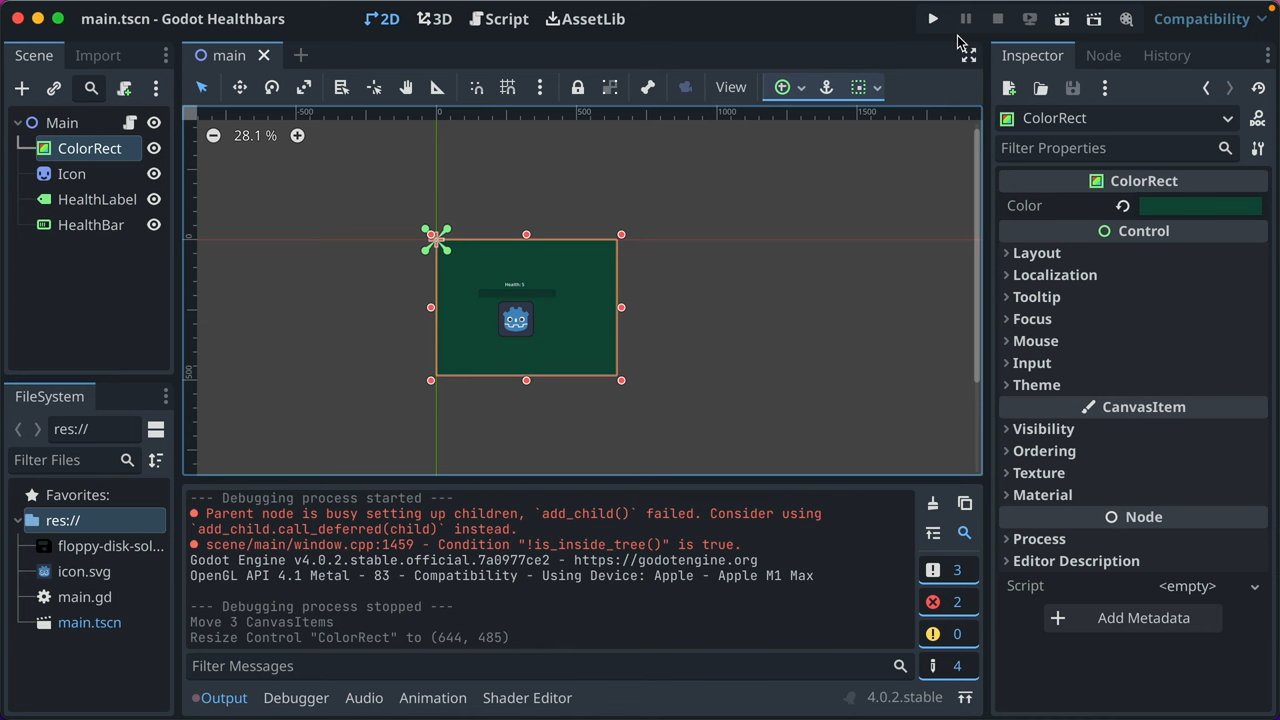 main.tscn - Godot Healthbars
2D
3D
Script
AssetLib
Compatibility
Scene
Import
Main
ColorRect
Icon
HealthLabel
HealthBar
FileSystem
res://
Filter Files
Favorites:
res://
floppy-disk-sol...
icon.svg
main.gd
main.tscn
main
View
-500
0
500
1000
1500
28.1 %
0
500
Health: 5
--- Debugging process started ---
Parent node is busy setting up children, `add_child()` failed. Consider using
`add_child.call_deferred(child)` instead.
scene/main/window.cpp:1459 - Condition "!is_inside_tree()" is true.
Godot Engine v4.0.2.stable.official.7a0977ce2 - https://godotengine.org
OpenGL API 4.1 Metal - 83 - Compatibility - Using Device: Apple - Apple M1 Max
--- Debugging process stopped ---
Move 3 CanvasItems
Resize Control "ColorRect" to (644, 485)
Filter Messages
3
2
0
4
Output
Debugger
Audio
Animation
Shader Editor
4.0.2.stable
Inspector
Node
History
ColorRect
Filter Properties
ColorRect
Color
Control
Layout
Localization
Tooltip
Focus
Mouse
Input
Theme
CanvasItem
Visibility
Ordering
Texture
Material
Node
Process
Editor Description
Script
<empty>
Add Metadata